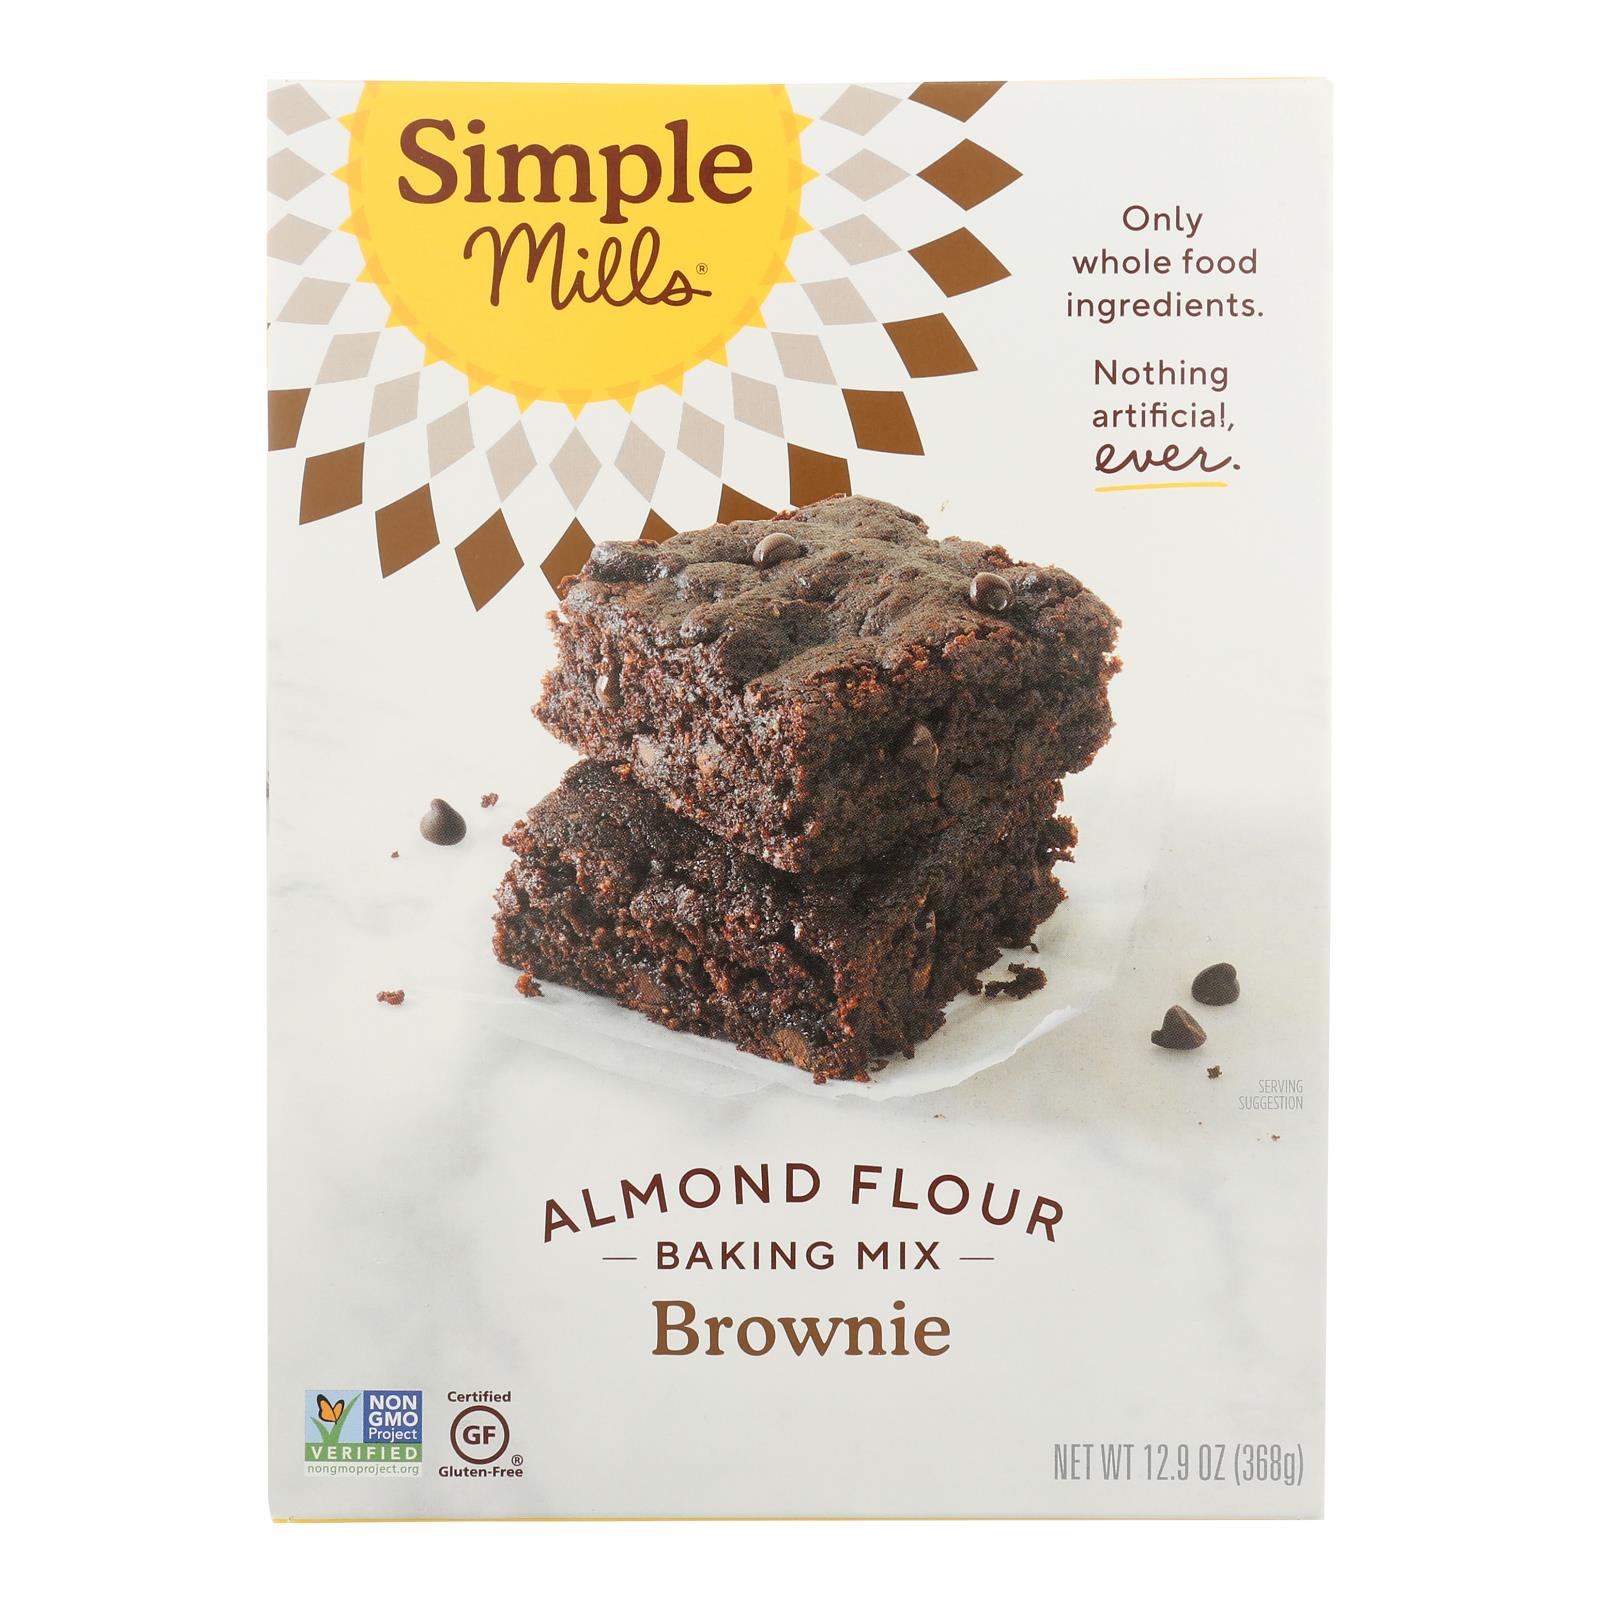 Simple
Mills®
Only
whole food
ingredients.
Nothing
artificial,
ever.
SERVING
SUGGESTION
ALMOND FLOUR
— BAKING MIX —
Brownie
NON
GMO
Project
VERIFIED
nongmoproject.org
Certified
GF
®
Gluten-Free
NET WT 12.9 OZ (368g)